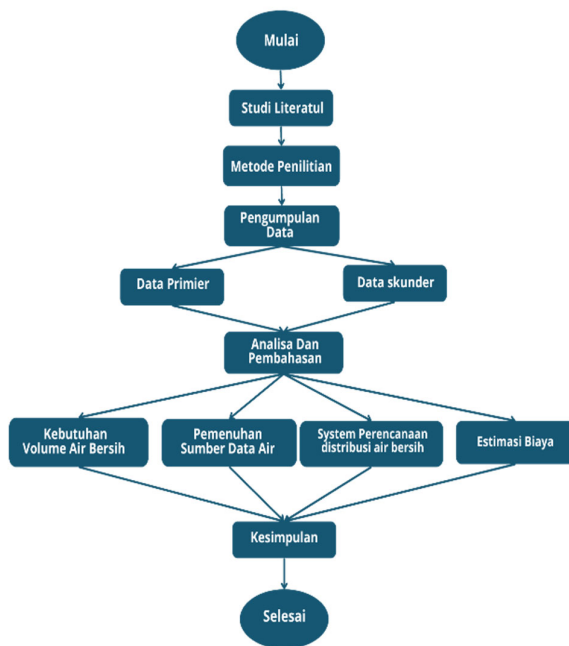 Mulai
Studi Literatul
Metode Penilitian
Pengumpulan
Data
Data Primier
Data skunder
Analisa Dan
Pembahasan
Kebutuhan
Volume Air Bersih
Pemenuhan
Sumber Data Air
System Perencanaan
distribusi air bersih
Estimasi Biaya
Kesimpulan
Selesai